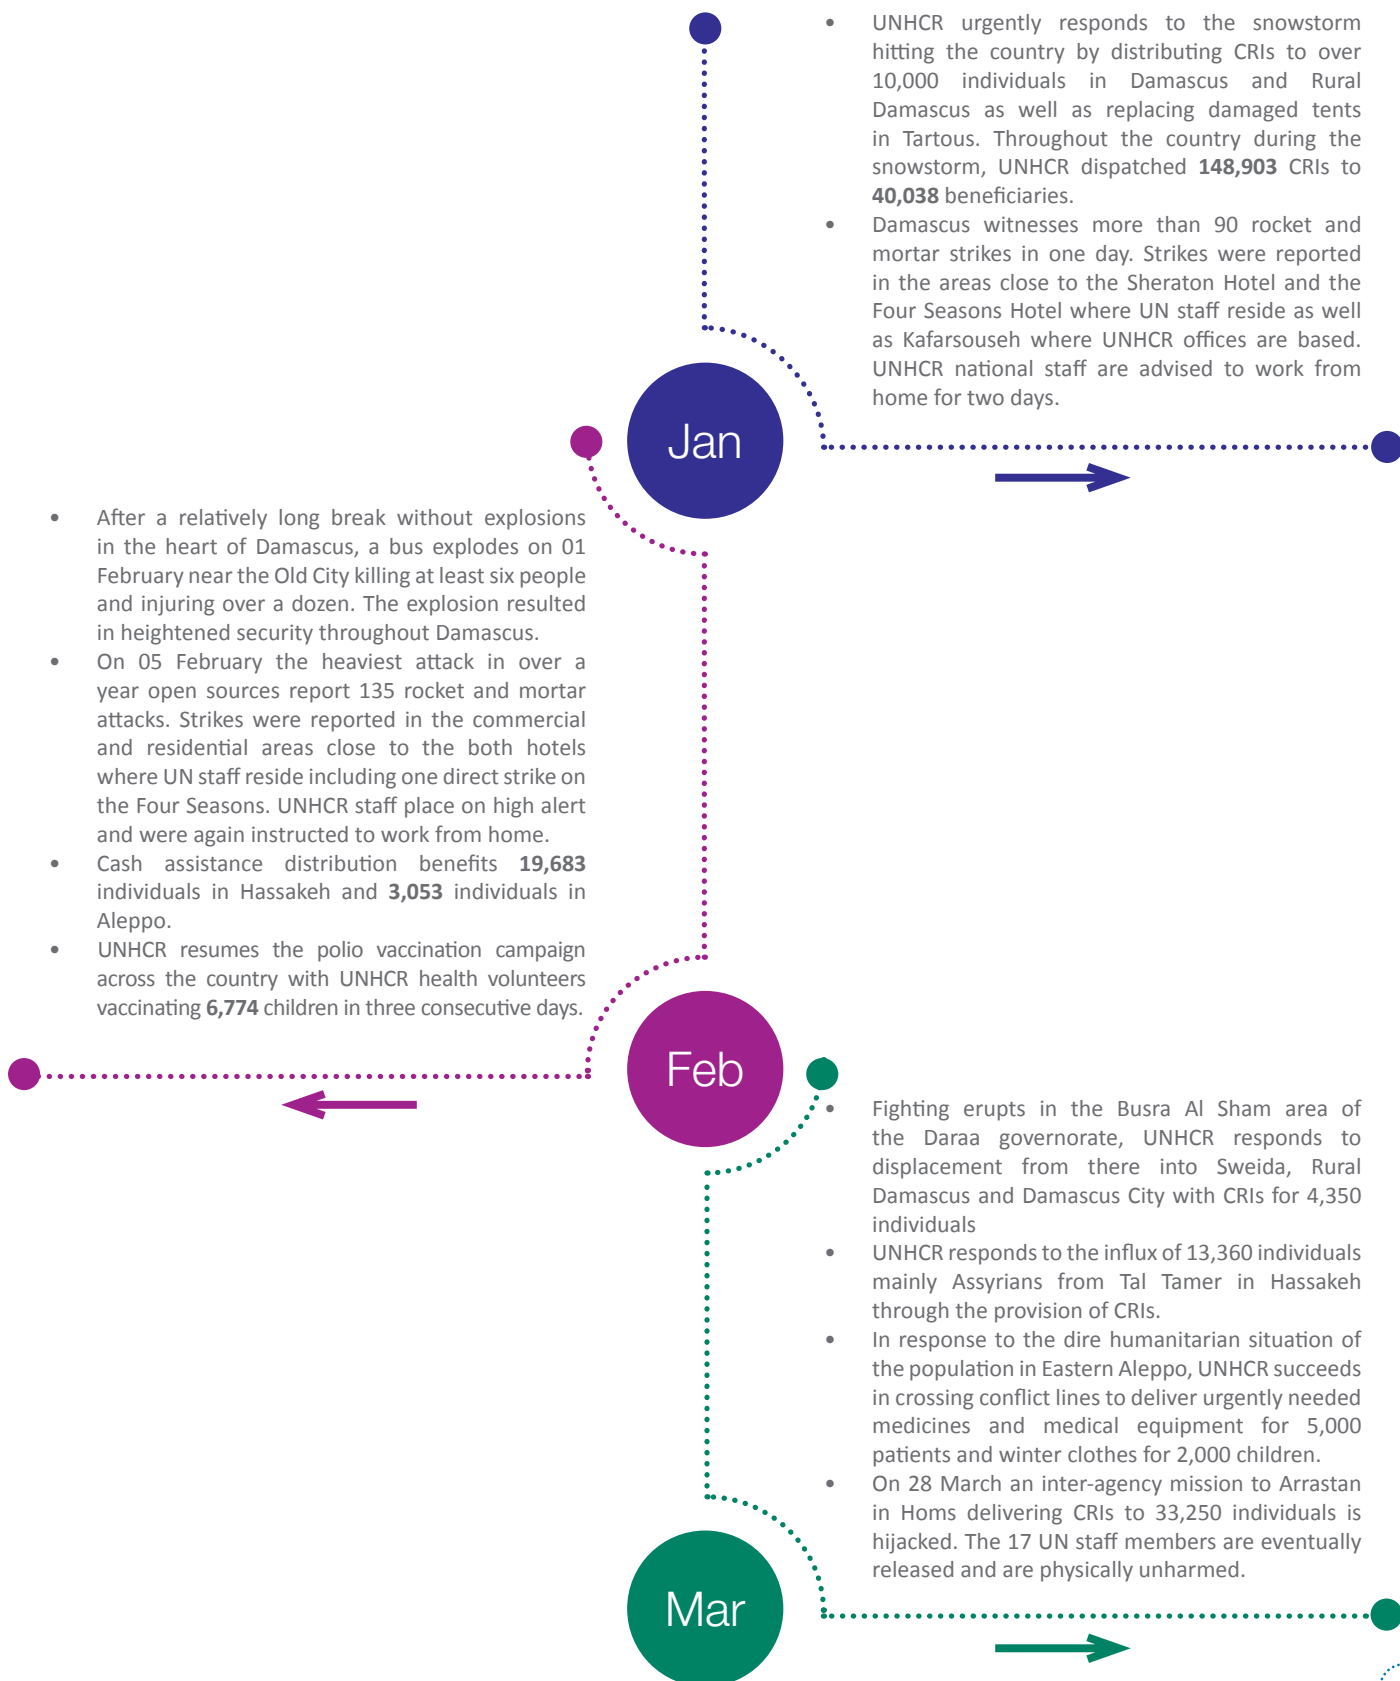 • UNHCR urgently responds to the snowstorm
hitting the country by distributing CRIs to over
10,000 individuals in Damascus and Rural
Damascus as well as replacing damaged tents
in Tartous. Throughout the country during the
snowstorm, UNHCR dispatched 148,903 CRIs to
40,038 beneficiaries.
• Damascus witnesses more than 90 rocket and
mortar strikes in one day. Strikes were reported
in the areas close to the Sheraton Hotel and the
Four Seasons Hotel where UN staff reside as well
as Kafarsouseh where UNHCR offices are based.
UNHCR national staff are advised to work from
home for two days.
Jan
• After a relatively long break without explosions
in the heart of Damascus, a bus explodes on 01
February near the Old City killing at least six people
and injuring over a dozen. The explosion resulted
in heightened security throughout Damascus.
• On 05 February the heaviest attack in over a
year open sources report 135 rocket and mortar
attacks. Strikes were reported in the commercial
and residential areas close to the both hotels
where UN staff reside including one direct strike on
the Four Seasons. UNHCR staff place on high alert
and were again instructed to work from home.
• Cash assistance distribution benefits 19,683
individuals in Hassakeh and 3,053 individuals in
Aleppo.
• UNHCR resumes the polio vaccination campaign
across the country with UNHCR health volunteers
vaccinating 6,774 children in three consecutive days.
Feb
• Fighting erupts in the Busra Al Sham area of
the Daraa governorate, UNHCR responds to
displacement from there into Sweida, Rural
Damascus and Damascus City with CRIs for 4,350
individuals
• UNHCR responds to the influx of 13,360 individuals
mainly Assyrians from Tal Tamer in Hassakeh
through the provision of CRIs.
• In response to the dire humanitarian situation of
the population in Eastern Aleppo, UNHCR succeeds
in crossing conflict lines to deliver urgently needed
medicines and medical equipment for 5,000
patients and winter clothes for 2,000 children.
• On 28 March an inter-agency mission to Arrastan
in Homs delivering CRIs to 33,250 individuals is
hijacked. The 17 UN staff members are eventually
released and are physically unharmed.
Mar